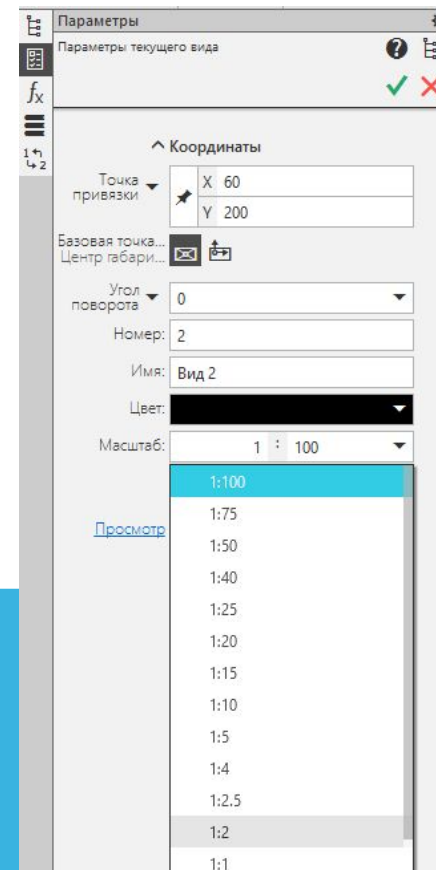 Параметры
Параметры текущего вида
Координаты
Точка привязки
X 60
Y 200
Базовая точка...
Центр габари...
Угол поворота
0
Номер: 2
Имя: Вид 2
Цвет:
Масштаб: 1 : 100
1:100
1:75
Просмотр
1:50
1:40
1:25
1:20
1:15
1:10
1:5
1:4
1:2.5
1:2
1:1